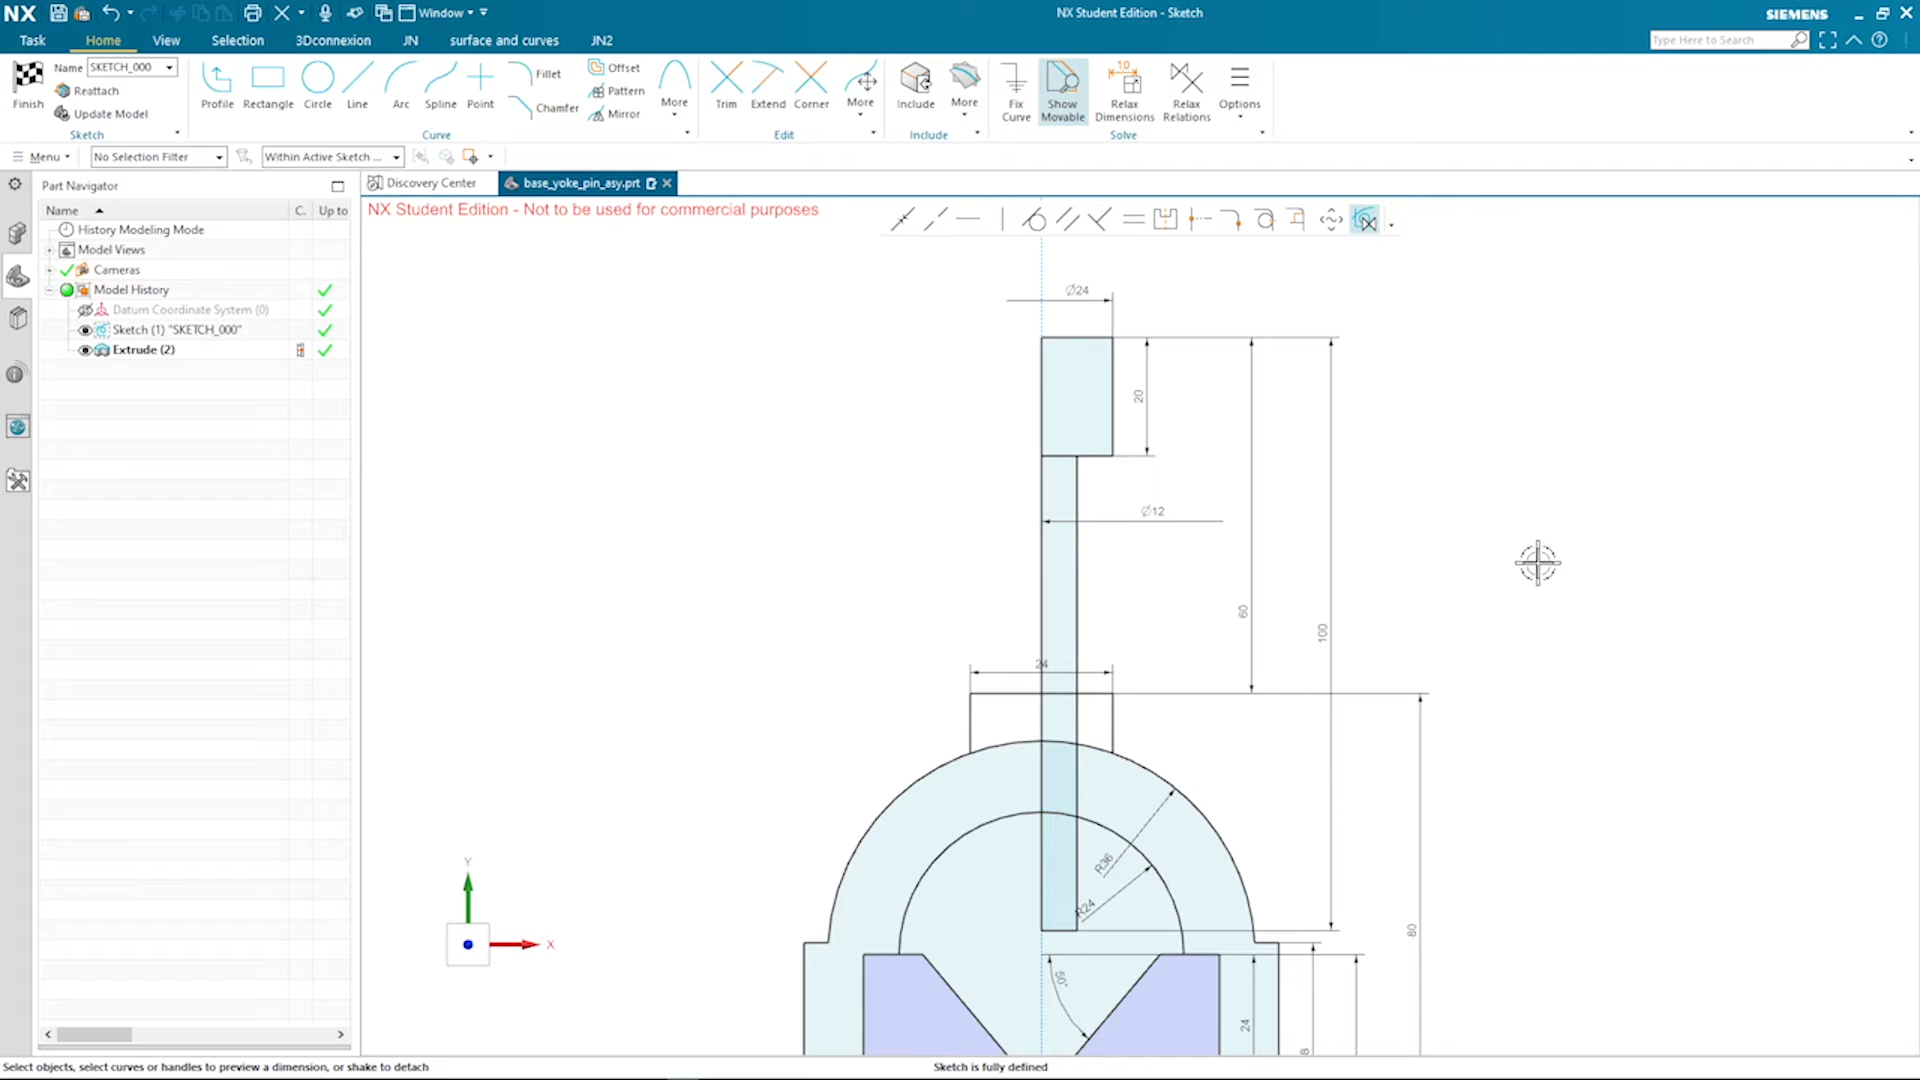 NX Window NX Student Edition - Sketch SIEMENS
Task Home View Selection 3Dconnexion JN surface and curves JN2 Type Here to Search
Name SKETCH_000
Reattach
Update Model
Finish
Sketch
Profile Rectangle Circle Line Arc Spline Point Fillet Chamfer Offset Pattern Mirror More
Curve
Trim Extend Corner More
Edit
Include More
Include
Fix Curve Show Movable Relax Dimensions Relax Relations Options
Solve
Menu No Selection Filter Within Active Sketch ...
Part Navigator
Discovery Center base_yoke_pin_asy.prt
Name C. Up to
NX Student Edition - Not to be used for commercial purposes
History Modeling Mode
Model Views
Cameras
Model History
Datum Coordinate System (0)
Sketch (1) "SKETCH_000"
Extrude (2)
∅24
20
∅12
60
100
24
R36
R24
80
50°
24
8
Y
X
Select objects, select curves or handles to preview a dimension, or shake to detach
Sketch is fully defined